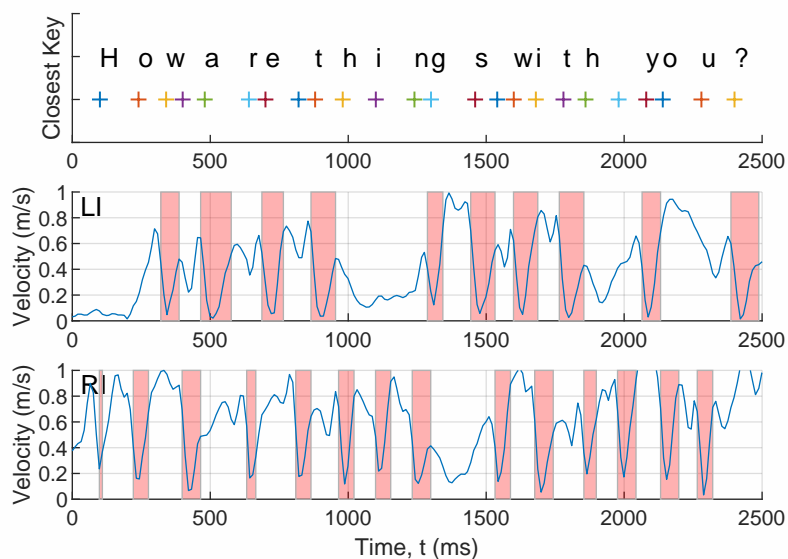 Closest Key
H o w a r e t h i n g s w i t h y o u ?
0 500 1000 1500 2000 2500
Velocity (m/s)
LI
1
0.8
0.6
0.4
0.2
0
0 500 1000 1500 2000 2500
Velocity (m/s)
RI
1
0.8
0.6
0.4
0.2
0
0 500 1000 1500 2000 2500
Time, t (ms)